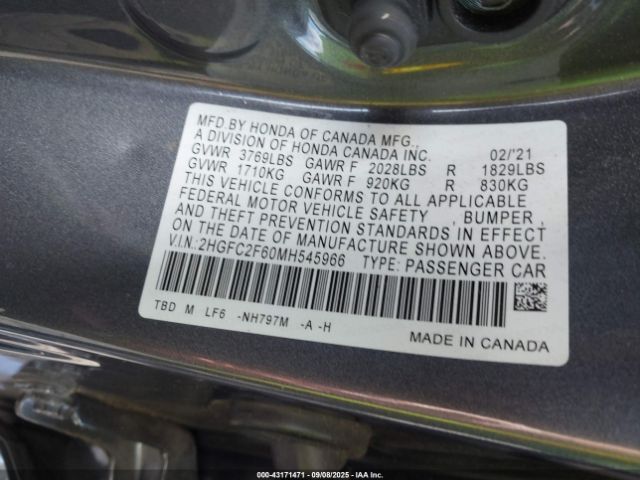 MFD.BY HONDA OF CANADA MFG.,
A DIVISION OF HONDA CANADA INC. 02/'21
GVWR 3769LBS GAWR F 2028LBS R 1829LBS
GVWR 1710KG GAWR F 920KG R 830KG
THIS VEHICLE CONFORMS TO ALL APPLICABLE
FEDERAL MOTOR VEHICLE SAFETY , BUMPER ,
AND THEFT PREVENTION STANDARDS IN EFFECT
ON THE DATE OF MANUFACTURE SHOWN ABOVE.
V.I.N.:2HGFC2F60MH545966 TYPE: PASSENGER CAR
TBD M LF6 -NH797M -A -H
MADE IN CANADA
000-43171471 - 09/08/2025 - IAA Inc.